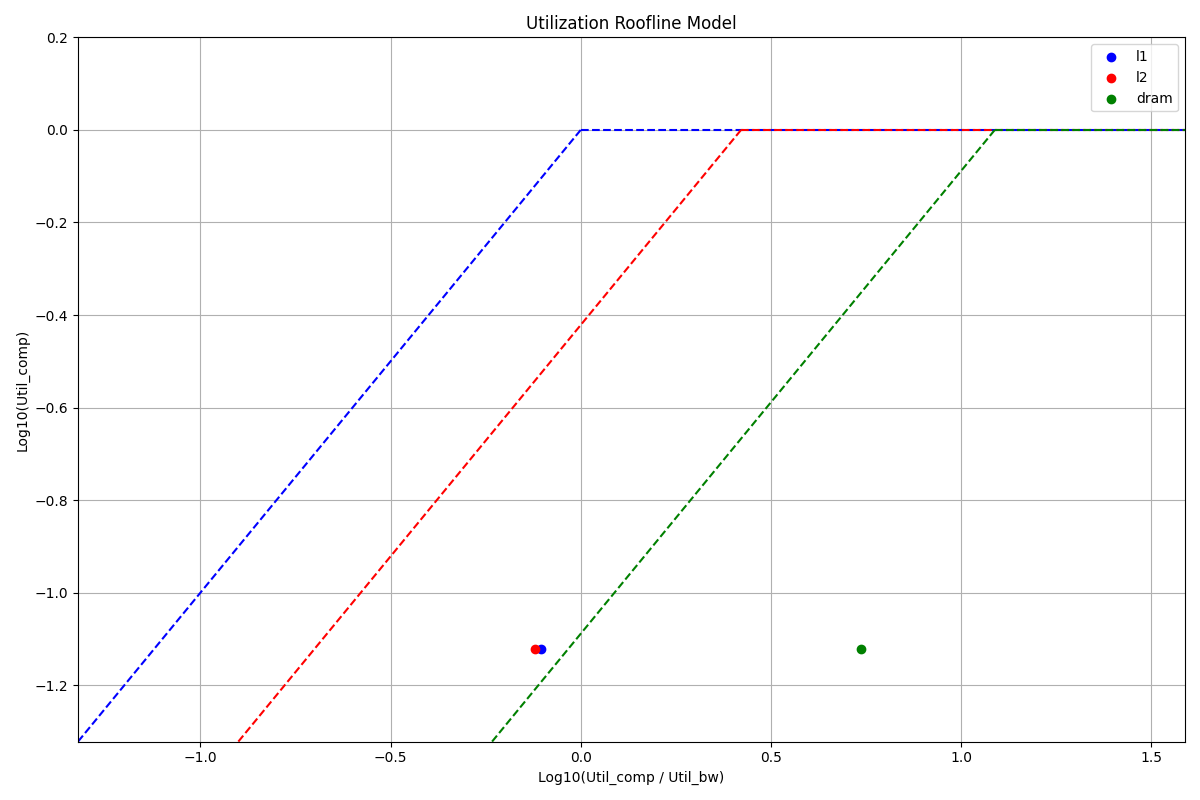 Utilization Roofline Model
l1
l2
dram
0.2
0.0
−0.2
−0.4
−0.6
−0.8
−1.0
−1.2
Log10(Util_comp)
−1.0
−0.5
0.0
0.5
1.0
1.5
Log10(Util_comp / Util_bw)